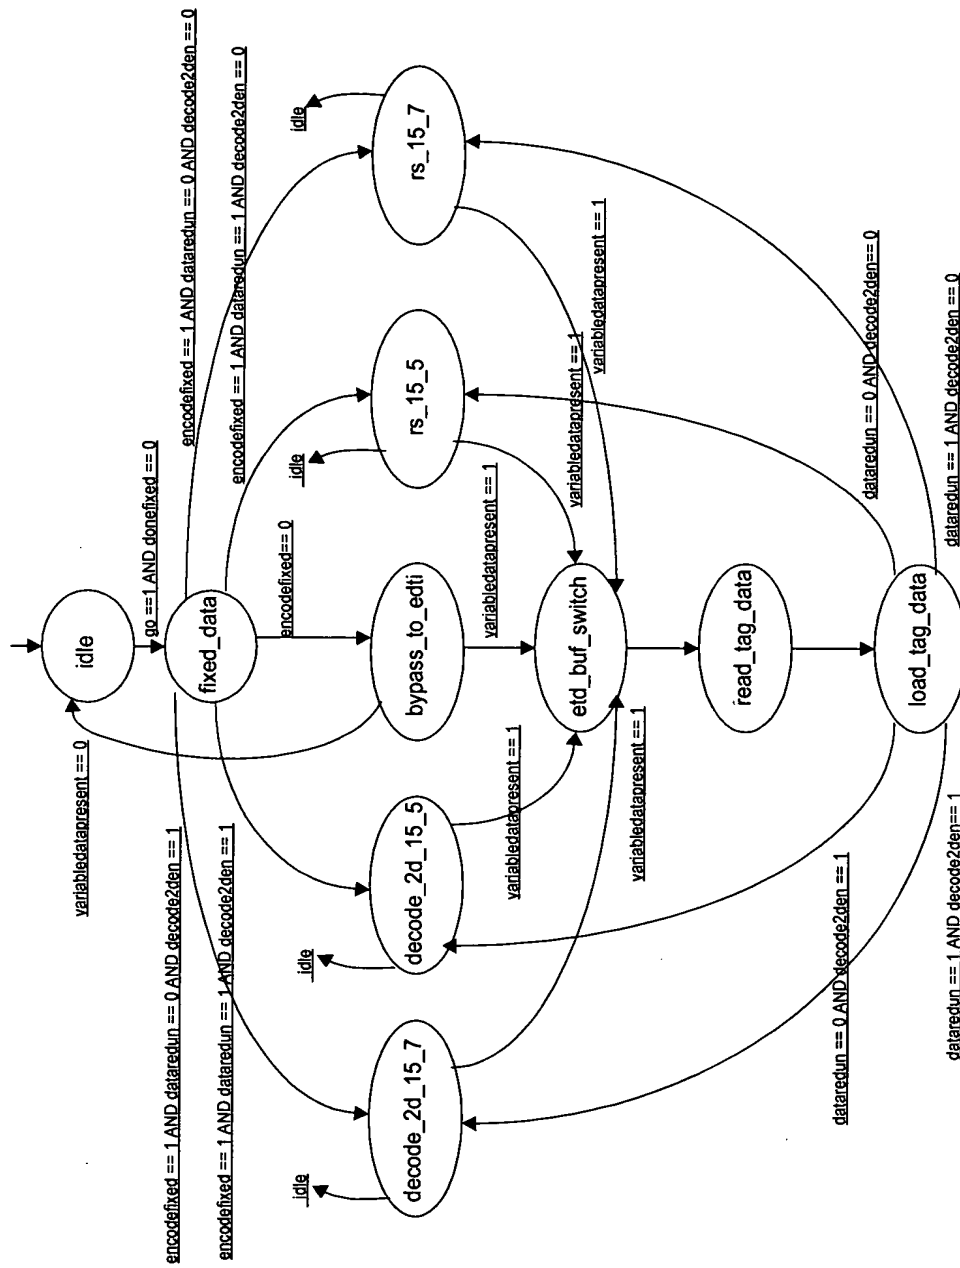 idle
go ==1 AND donefixed == 0
variabledatapresent == 0
encodefixed == 1 AND dataredun == 0 AND decode2den == 1
encodefixed == 1 AND dataredun == 1 AND decode2den == 1
fixed_data
encodefixed == 1 AND dataredun == 0 AND decode2den == 0
encodefixed == 1 AND dataredun == 1 AND decode2den == 0
encodefixed== 0
idle
idle
idle
idle
decode_2d_15_7
decode_2d_15_5
bypass_to_edti
rs_15_5
rs_15_7
variabledatapresent == 1
variabledatapresent == 1
variabledatapresent == 1
variabledatapresent == 1
variabledatapresent == 1
etd_buf_switch
read_tag_data
load_tag_data
dataredun == 0 AND decode2den == 1
dataredun == 1 AND decode2den== 1
dataredun == 0 AND decode2den== 0
dataredun == 1 AND decode2den == 0